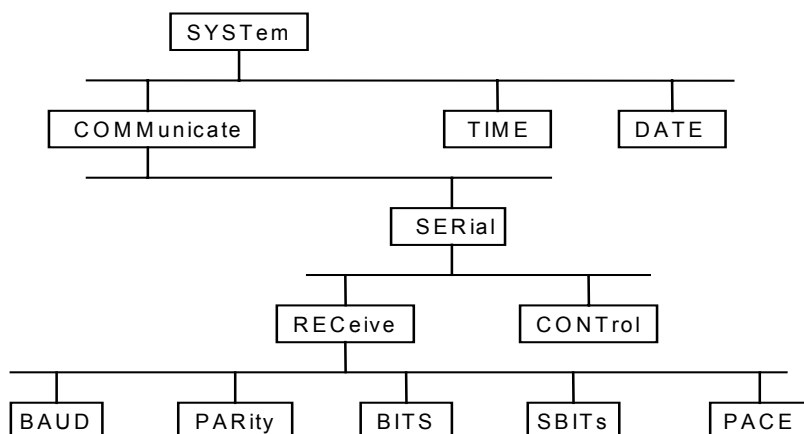 SYSTem
COMMunicate TIME DATE
SERial
RECeive CONTrol
BAUD PARity BITS SBITs PACE